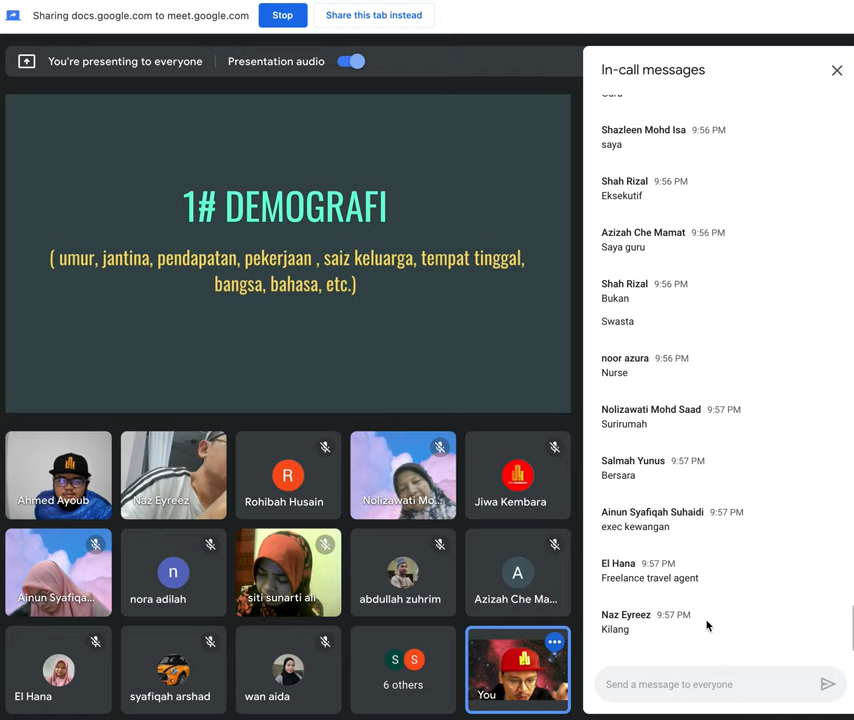 Sharing docs.google.com to meet.google.com
Stop
Share this tab instead
You're presenting to everyone
Presentation audio
1# DEMOGRAFI
( umur, jantina, pendapatan, pekerjaan , saiz keluarga, tempat tinggal,
bangsa, bahasa, etc.)
Ahmed Ayoub
Naz Eyreez
R
Rohibah Husain
Nolizawati Mo...
Jiwa Kembara
Ainun Syafiqa...
n
nora adilah
siti sunarti ali
abdullah zuhrim
A
Azizah Che Ma...
El Hana
syafiqah arshad
wan aida
S S
6 others
You
In-call messages
Shazleen Mohd Isa 9:56 PM
saya
Shah Rizal 9:56 PM
Eksekutif
Azizah Che Mamat 9:56 PM
Saya guru
Shah Rizal 9:56 PM
Bukan
Swasta
noor azura 9:56 PM
Nurse
Nolizawati Mohd Saad 9:57 PM
Surirumah
Salmah Yunus 9:57 PM
Bersara
Ainun Syafiqah Suhaidi 9:57 PM
exec kewangan
El Hana 9:57 PM
Freelance travel agent
Naz Eyreez 9:57 PM
Kilang
Send a message to everyone